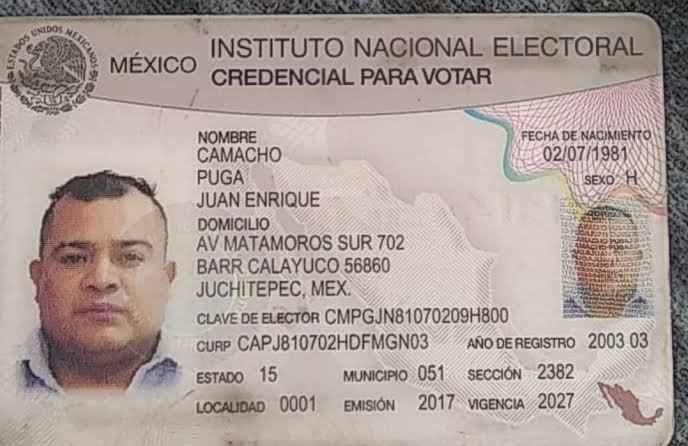 ESTADOS UNIDOS MEXICANOS
MÉXICO INSTITUTO NACIONAL ELECTORAL
CREDENCIAL PARA VOTAR
NOMBRE
CAMACHO
PUGA
JUAN ENRIQUE
FECHA DE NACIMIENTO
02/07/1981
SEXO H
DOMICILIO
AV MATAMOROS SUR 702
BARR CALAYUCO 56860
JUCHITEPEC, MEX.
CLAVE DE ELECTOR CMPGJN81070209H800
CURP CAPJ810702HDFMGN03 AÑO DE REGISTRO 2003 03
ESTADO 15 MUNICIPIO 051 SECCIÓN 2382
LOCALIDAD 0001 EMISIÓN 2017 VIGENCIA 2027